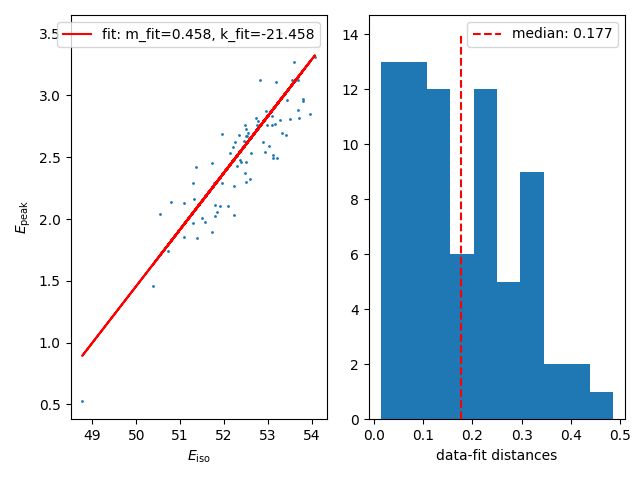 3.5
3.0
2.5
2.0
1.5
1.0
0.5
E_peak
fit: m_fit=0.458, k_fit=-21.458
49 50 51 52 53 54
E_iso
14
12
10
8
6
4
2
0
median: 0.177
0.0 0.1 0.2 0.3 0.4 0.5
data-fit distances